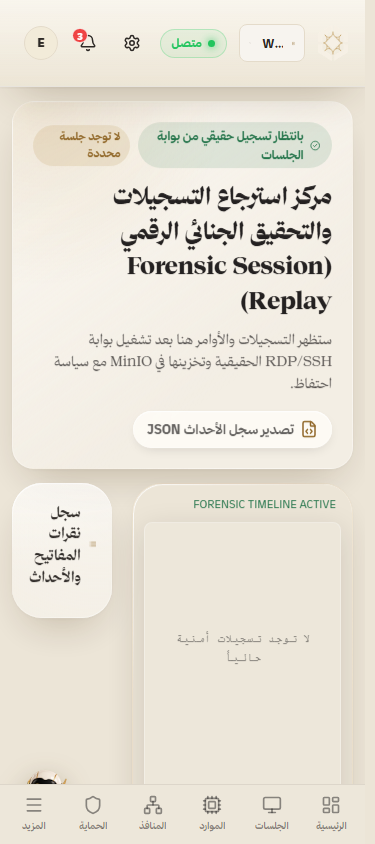 W...
متصل
3
E
بانتظار تسجيل حقيقي من بوابة
الجلسات
لا توجد جلسة
محددة
مركز استرجاع التسجيلات
والتحقيق الجنائي الرقمي
(Forensic Session
Replay)
ستظهر التسجيلات والأوامر هنا بعد تشغيل بوابة
RDP/SSH الحقيقية وتخزينها في MinIO مع سياسة
احتفاظ.
تصدير سجل الأحداث JSON
FORENSIC TIMELINE ACTIVE
لا توجد تسجيلات أمنية
حالياً
سجل
نقرات
المفاتيح
والأحداث
الرئيسية
الجلسات
الموارد
المنافذ
الحماية
المزيد